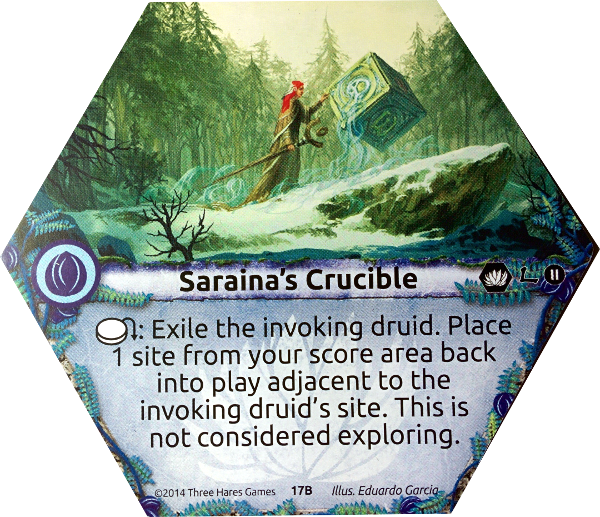 Saraina's Crucible
: Exile the invoking druid. Place
1 site from your score area back
into play adjacent to the
invoking druid's site. This is
not considered exploring.
©2014 Three Hares Games 17B Illus. Eduardo Garcia